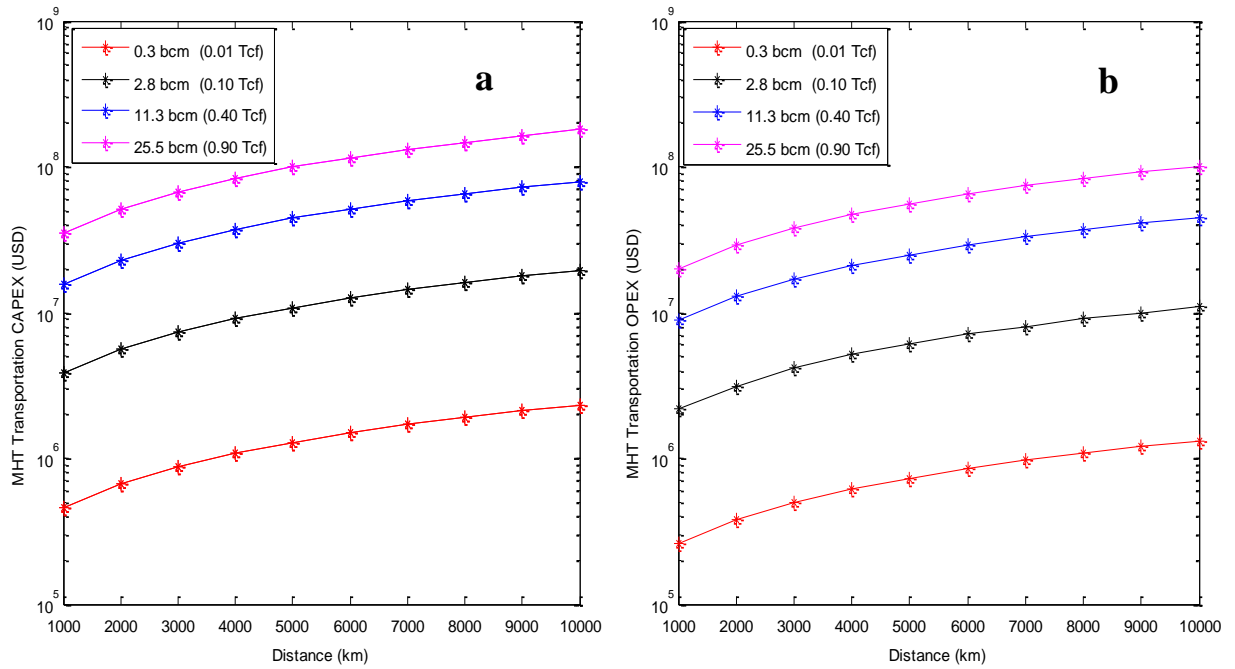 10^9
10^8
10^7
10^6
10^5
MHT Transportation CAPEX (USD)
0.3 bcm (0.01 Tcf)
2.8 bcm (0.10 Tcf)
11.3 bcm (0.40 Tcf)
25.5 bcm (0.90 Tcf)
a
1000 2000 3000 4000 5000 6000 7000 8000 9000 10000
Distance (km)
10^9
10^8
10^7
10^6
10^5
MHT Transportation OPEX (USD)
0.3 bcm (0.01 Tcf)
2.8 bcm (0.10 Tcf)
11.3 bcm (0.40 Tcf)
25.5 bcm (0.90 Tcf)
b
1000 2000 3000 4000 5000 6000 7000 8000 9000 10000
Distance (km)